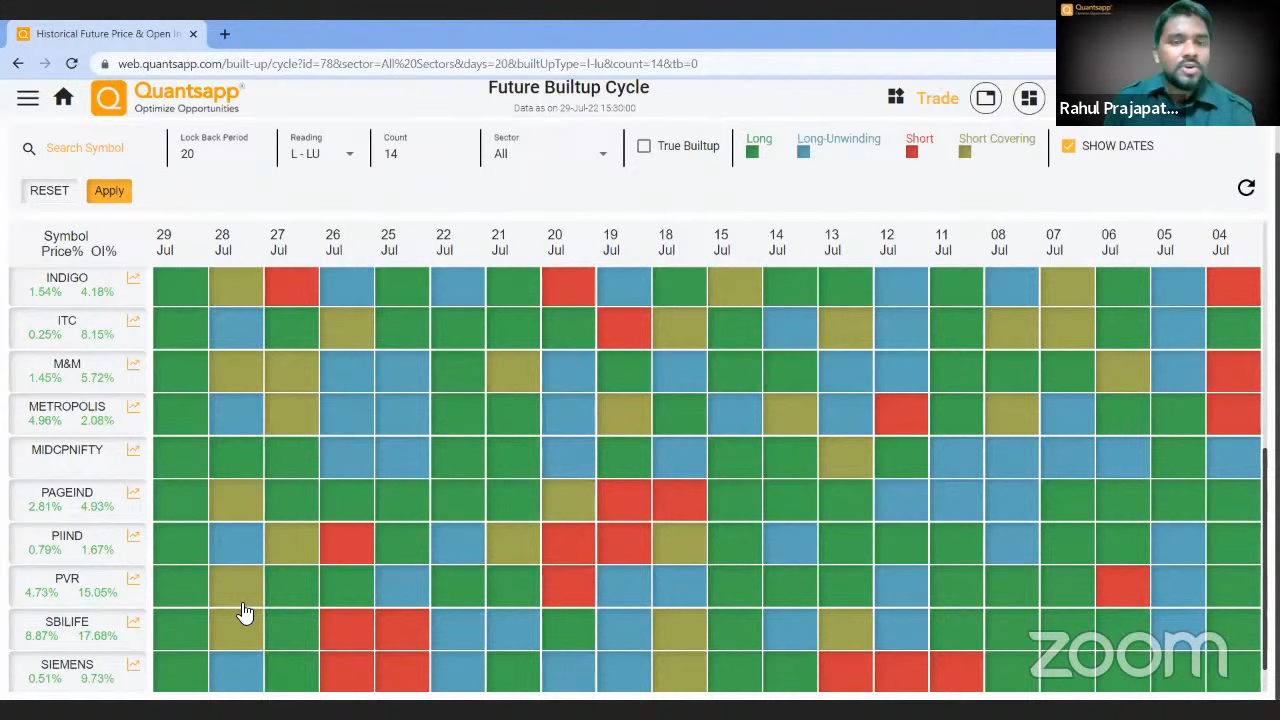 Historical Future Price & Open In
web.quantsapp.com/built-up/cycle?id=78&sector=All%20Sectors&days=20&builtUpType=l-lu&count=14&tb=0
Quantsapp
Rahul Prajapat...
Quantsapp
Optimize Opportunities
Future Builtup Cycle
Data as on 29-Jul-22 15:30:00
Trade
Search Symbol
Lock Back Period
20
Reading
L - LU
Count
14
Sector
All
True Builtup
Long
Long-Unwinding
Short
Short Covering
SHOW DATES
RESET
Apply
Symbol
Price% OI%
29 Jul
28 Jul
27 Jul
26 Jul
25 Jul
22 Jul
21 Jul
20 Jul
19 Jul
18 Jul
15 Jul
14 Jul
13 Jul
12 Jul
11 Jul
08 Jul
07 Jul
06 Jul
05 Jul
04 Jul
INDIGO
1.54% 4.18%
ITC
0.25% 8.15%
M&M
1.45% 5.72%
METROPOLIS
4.96% 2.08%
MIDCPNIFTY
PAGEIND
2.81% 4.93%
PIIND
0.79% 1.67%
PVR
4.73% 15.05%
SBILIFE
8.87% 17.68%
SIEMENS
0.51% 9.73%
zoom